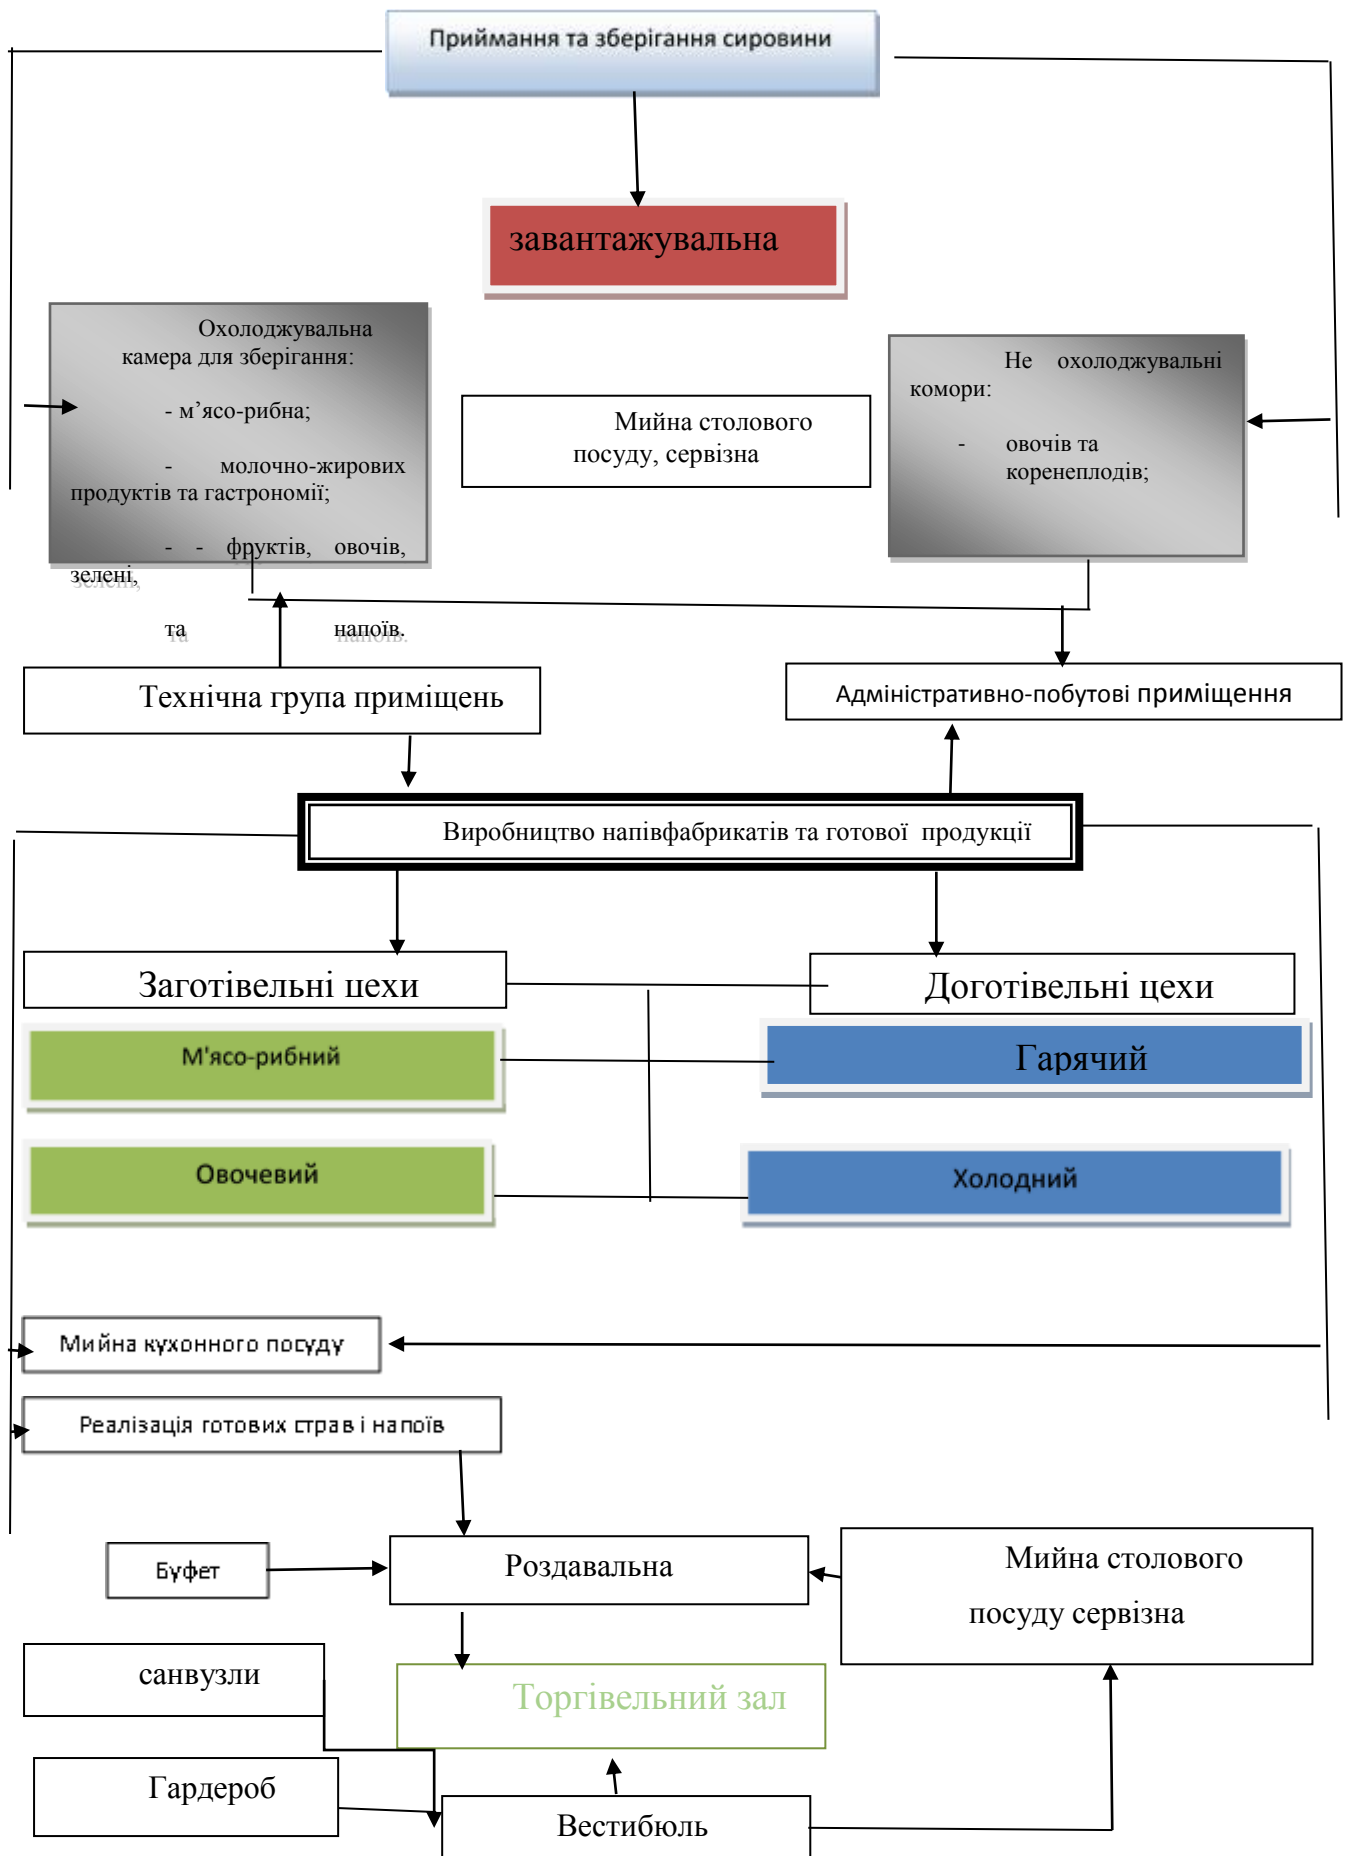 Приймання та зберігання сировини
завантажувальна
Охолоджувальна
камера для зберігання:
- м’ясо-рибна;
- молочно-жирових
продуктів та гастрономії;
- - фруктів, овочів,
зелені,
та напоїв.
Мийна столового
посуду, сервізна
Не охолоджувальні
комори:
- овочів та
коренеплодів;
Технічна група приміщень
Адміністративно-побутові приміщення
Виробництво напівфабрикатів та готової продукції
Заготівельні цехи
Доготівельні цехи
М'ясо-рибний
Гарячий
Овочевий
Холодний
Мийна кухонного посуду
Реалізація готових страв і напоїв
Буфет
Роздавальна
Мийна столового
посуду сервізна
санвузли
Торгівельний зал
Гардероб
Вестибюль